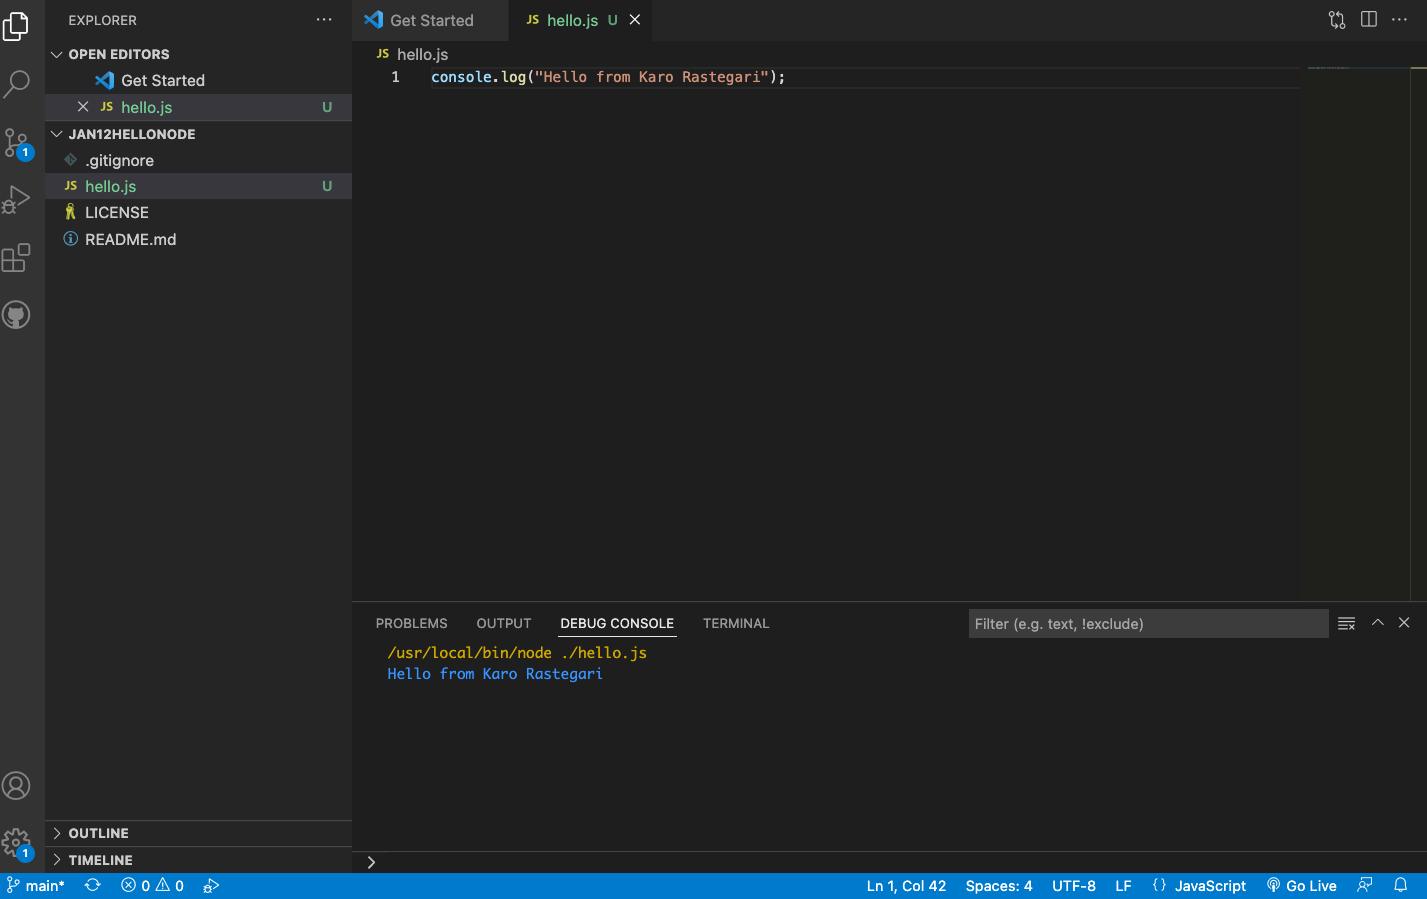 EXPLORER
OPEN EDITORS
Get Started
JS hello.js U
JAN12HELLONODE
.gitignore
JS hello.js U
LICENSE
README.md
OUTLINE
TIMELINE
1
1
Get Started
JS hello.js U
JS hello.js
1 console.log("Hello from Karo Rastegari");
PROBLEMS OUTPUT DEBUG CONSOLE TERMINAL
Filter (e.g. text, !exclude)
/usr/local/bin/node ./hello.js
Hello from Karo Rastegari
main* 0 0 Ln 1, Col 42 Spaces: 4 UTF-8 LF {} JavaScript Go Live